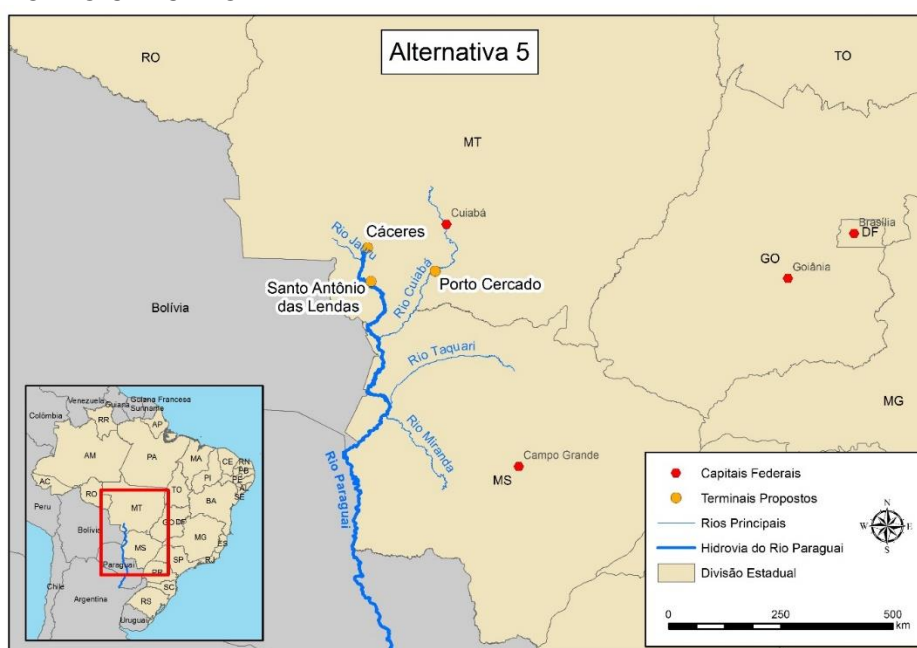 Alternativa 5
RO
TO
MT
Cuiabá
Cáceres
Rio Jauru
Brasília
DF
GO
Goiânia
Santo Antônio
das Lendas
Porto Cercado
Rio Cuiabá
Bolívia
Rio Taquari
MG
Rio Miranda
Campo Grande
MS
Rio Paraguai
Capitais Federais
Terminais Propostos
Rios Principais
Hidrovia do Rio Paraguai
Divisão Estadual
N
W
E
S
0
250
500
km
Venezuela
Guiana
Guiana Francesa
Suriname
Colômbia
RR
AP
AM
PA
MA
CE
RN
PB
PE
AL
SE
PI
AC
RO
TO
BA
Peru
MT
GO
DF
Bolívia
MG
ES
MS
SP
RJ
Paraguai
PR
Chile
SC
Argentina
RS
Uruguai